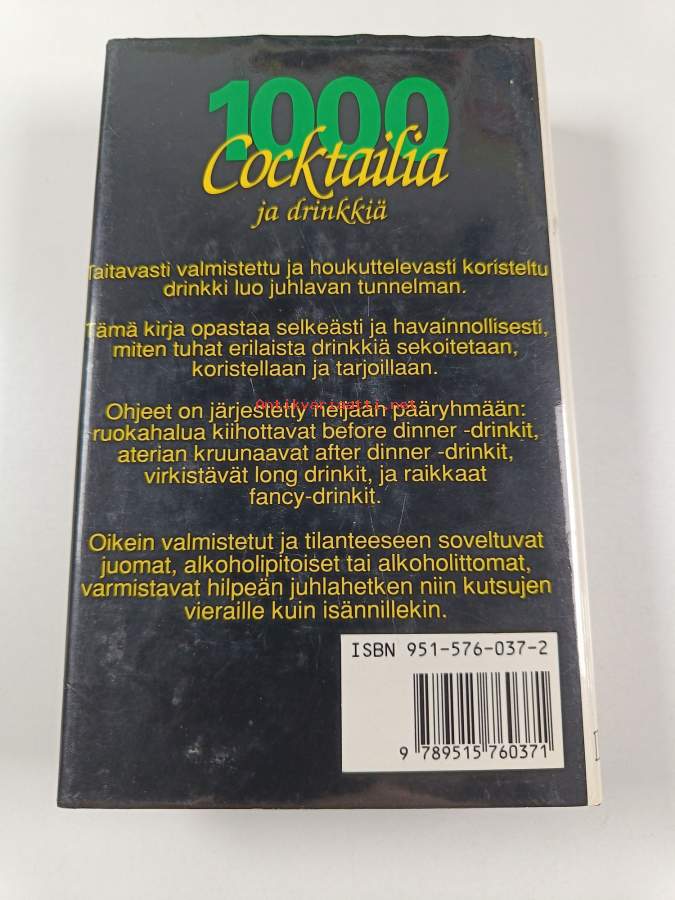 1000
Cocktailia
ja drinkkiä
Taitavasti valmistettu ja houkuttelevasti koristeltu
drinkki luo juhlavan tunnelman.
Tämä kirja opastaa selkeästi ja havainnollisesti,
miten tuhat erilaista drinkkiä sekoitetaan,
koristellaan ja tarjoillaan.
Antikvariaatti.net
Ohjeet on järjestetty neljään pääryhmään:
ruokahalua kiihottavat before dinner -drinkit,
aterian kruunaavat after dinner -drinkit,
virkistävät long drinkit, ja raikkaat
fancy-drinkit.
Oikein valmistetut ja tilanteeseen soveltuvat
juomat, alkoholipitoiset tai alkoholittomat,
varmistavat hilpeän juhlahetken niin kutsujen
vieraille kuin isännillekin.
ISBN 951-576-037-2
9 789515 760371